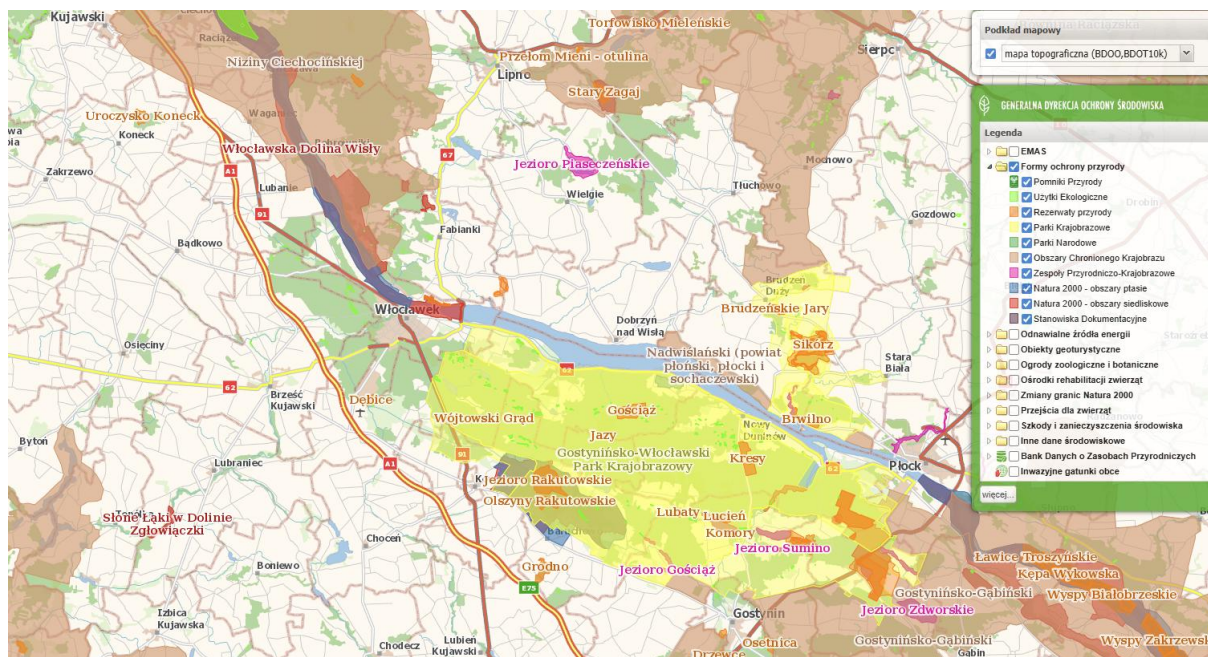 Kujawski
Nizin Ciechocińskiej
Uroczysko Koneck
Koneck
Zakrzewo
Włocławska Dolina Wisły
Lubanie
A1
91
Bądkowo
67
Fabianki
Lipno
Przełom Mieni - otulina
Torfowisko Mieleńskie
Stary Zagaj
Sierpc
Jezioro Piaseczeńskie
Wielgie
Tłuchowo
Mochowo
Gozdowo
Włocławek
Osięciny
62
Brześć
Kujawski
Dębice
Bytoń
Lubraniec
A1
91
Dobrzyń
nad Wisłą
62
Nadwiślański (powiat
płoński, płocki i
sochaczewski)
Brudzeń
Duży
Brudzeńskie Jary
Sikórz
Stara
Biała
Brwilno
Wójtowski Grąd
Gościąż
Jazy
Gostynińsko-Włocławski
Park Krajobrazowy
Nowy
Duninów
Kresy
62
Płock
Jezioro Rakutowskie
Olszyny Rakutowskie
Lubaty
Lucień
Komory
Jezioro Sumino
Słone Łąki w Dolinie
Zgłowiączki
Choceń
Boniewo
Grodno
Jezioro Gościąż
E75
Gostynin
Jezioro Zdworskie
Gostynińsko-Gąbiński
Gostynińsko-Gąbiński
Gąbin
Ławice Troszyńskie
Kępa Wykowska
Wyspy Białobrzeskie
Wyspy Zakrzewsk
Izbica
Kujawska
Chodecz
Lubień
Kujawski
Osetnica
Drzewce
Podkład mapowy
mapa topograficzna (BDOO,BDOT10k)
GENERALNA DYREKCJA OCHRONY ŚRODOWISKA
Legenda
EMAS
Formy ochrony przyrody
Pomniki Przyrody
Użytki Ekologiczne
Rezerwaty przyrody
Parki Krajobrazowe
Parki Narodowe
Obszary Chronionego Krajobrazu
Zespoły Przyrodniczo-Krajobrazowe
Natura 2000 - obszary ptasie
Natura 2000 - obszary siedliskowe
Stanowiska Dokumentacyjne
Odnawialne źródła energii
Obiekty geoturystyczne
Ogrody zoologiczne i botaniczne
Ośrodki rehabilitacji zwierząt
Zmiany granic Natura 2000
Przejścia dla zwierząt
Szkody i zanieczyszczenia środowiska
Inne dane środowiskowe
Bank Danych o Zasobach Przyrodniczych
Inwazyjne gatunki obce
więcej...